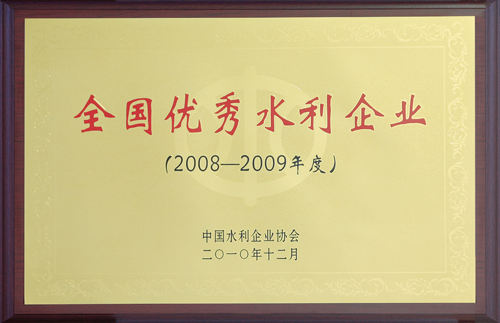 全国优秀水利企业
（2008—2009年度）
中国水利企业协会
二〇一〇年十二月